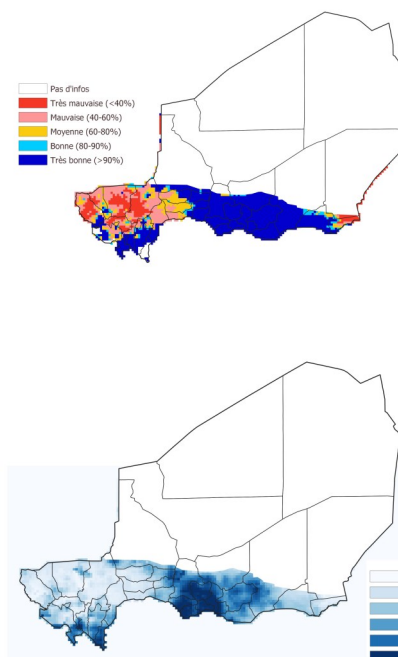 Pas d'infos
Très mauvaise (<40%)
Mauvaise (40-60%)
Moyenne (60-80%)
Bonne (80-90%)
Très bonne (>90%)